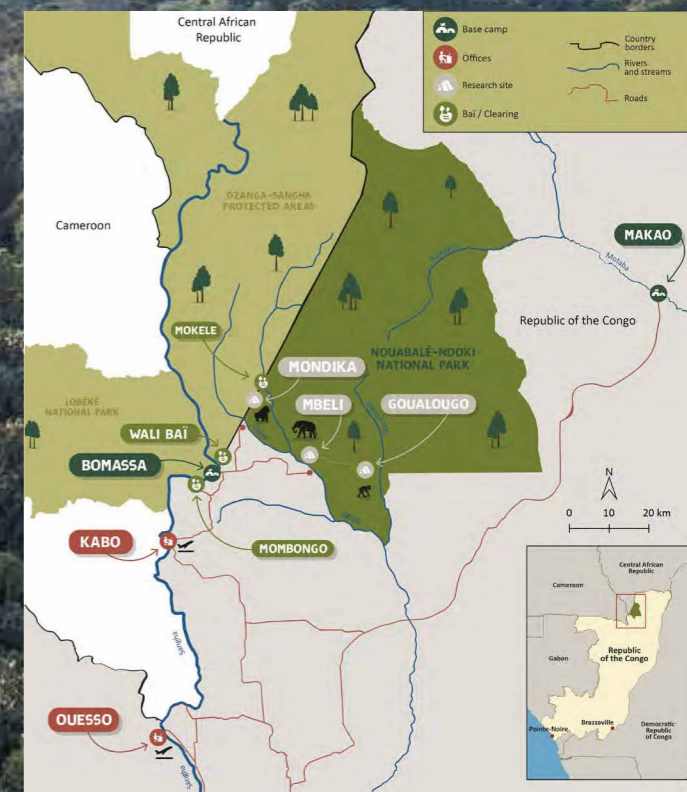 Central African
Republic
Base camp
Offices
Research site
Baï / Clearing
Country
borders
Rivers
and streams
Roads
DZANGA-SANGHA
PROTECTED AREAS
Cameroon
MAKAO
Motaba
Republic of the Congo
MOKELE
MONDIKA
NOUABALÉ-NDOKI
NATIONAL PARK
LOBÉKÉ
NATIONAL PARK
MBELI
GOUALOUGO
WALI BAÏ
BOMASSA
KABO
MOMBONGO
N
0 10 20 km
Sangha
OUESSO
Sangha
Central African
Republic
Cameroon
Gabon
Republic
of the Congo
Brazzaville
Pointe-Noire
Democratic
Republic
of Congo